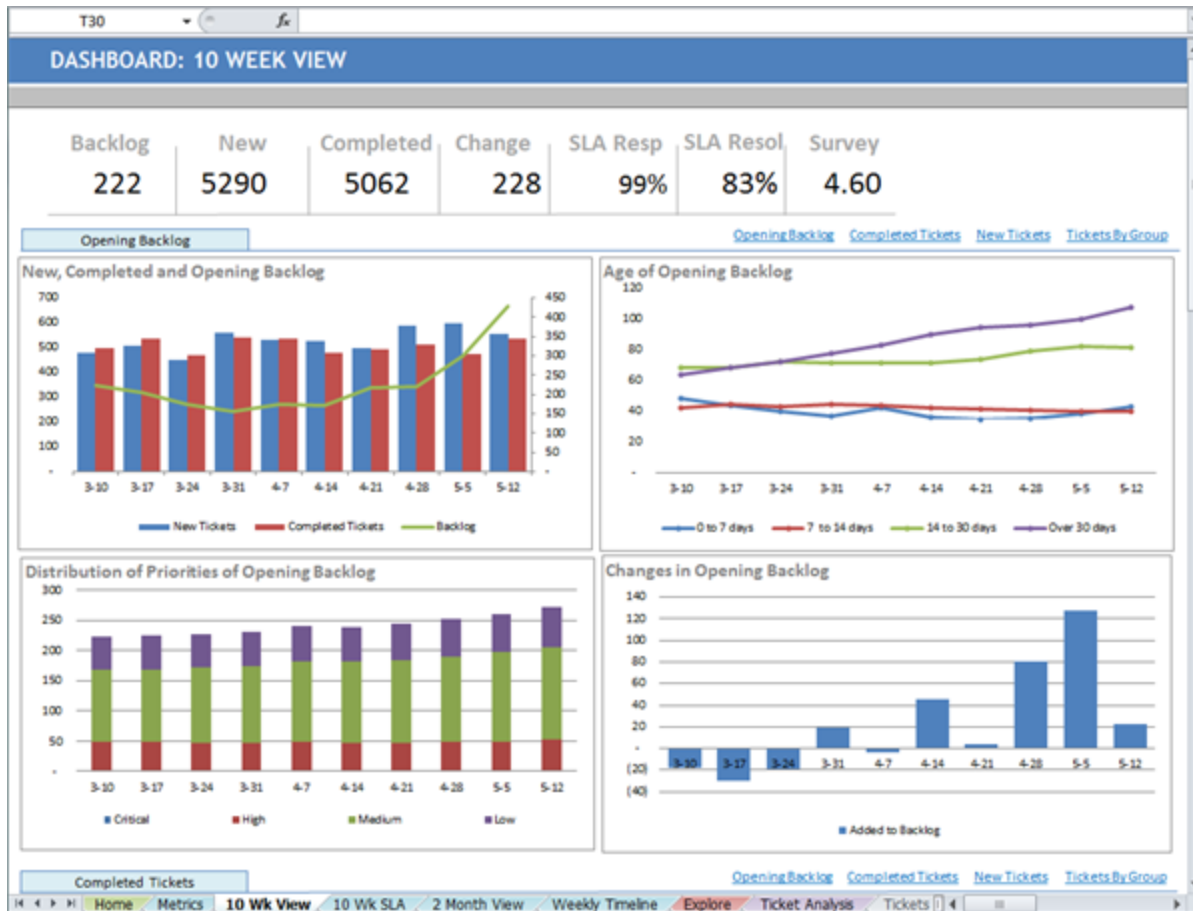 T30 fx
DASHBOARD: 10 WEEK VIEW
Backlog New Completed Change SLA Resp SLA Resol Survey
222 5290 5062 228 99% 83% 4.60
Opening Backlog
Opening Backlog Completed Tickets New Tickets Tickets By Group
New, Completed and Opening Backlog
700
600
500
400
300
200
100
-
450
400
350
300
250
200
150
100
50
-
3-10 3-17 3-24 3-31 4-7 4-14 4-21 4-28 5-5 5-12
New Tickets Completed Tickets Backlog
Age of Opening Backlog
120
100
80
60
40
20
-
3-10 3-17 3-24 3-31 4-7 4-14 4-21 4-28 5-5 5-12
0 to 7 days 7 to 14 days 14 to 30 days Over 30 days
Distribution of Priorities of Opening Backlog
300
250
200
150
100
50
-
3-10 3-17 3-24 3-31 4-7 4-14 4-21 4-28 5-5 5-12
Critical High Medium Low
Changes in Opening Backlog
140
120
100
80
60
40
20
-
(20)
(40)
3-10 3-17 3-24 3-31 4-7 4-14 4-21 4-28 5-5 5-12
Added to Backlog
Completed Tickets
Opening Backlog Completed Tickets New Tickets Tickets By Group
Home Metrics 10 Wk View 10 Wk SLA 2 Month View Weekly Timeline Explore Ticket Analysis Tickets